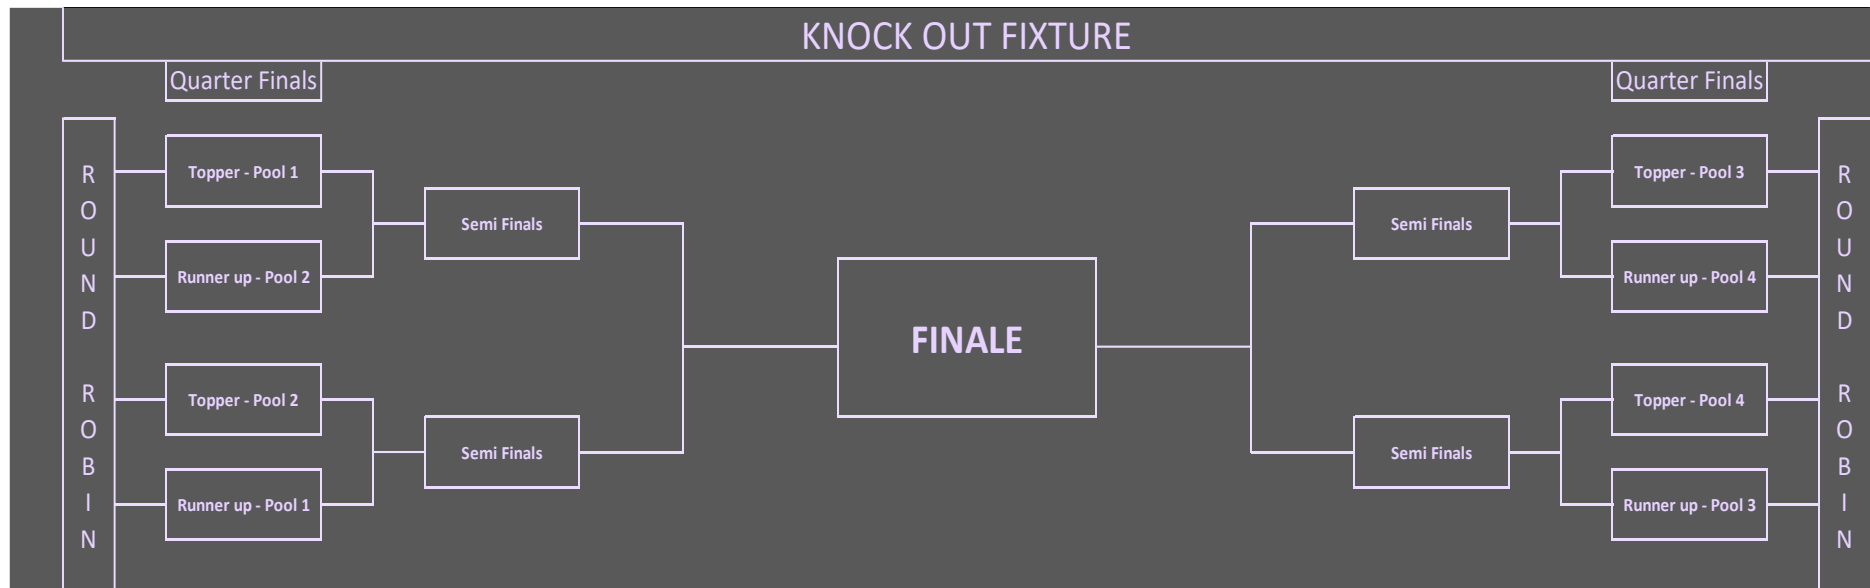 KNOCK OUT FIXTURE
Quarter Finals
Quarter Finals
R
O
U
N
D
R
O
B
I
N
Topper - Pool 1
Runner up - Pool 2
Topper - Pool 2
Runner up - Pool 1
Semi Finals
Semi Finals
FINALE
Semi Finals
Semi Finals
Topper - Pool 3
Runner up - Pool 4
Topper - Pool 4
Runner up - Pool 3
R
O
U
N
D
R
O
B
I
N